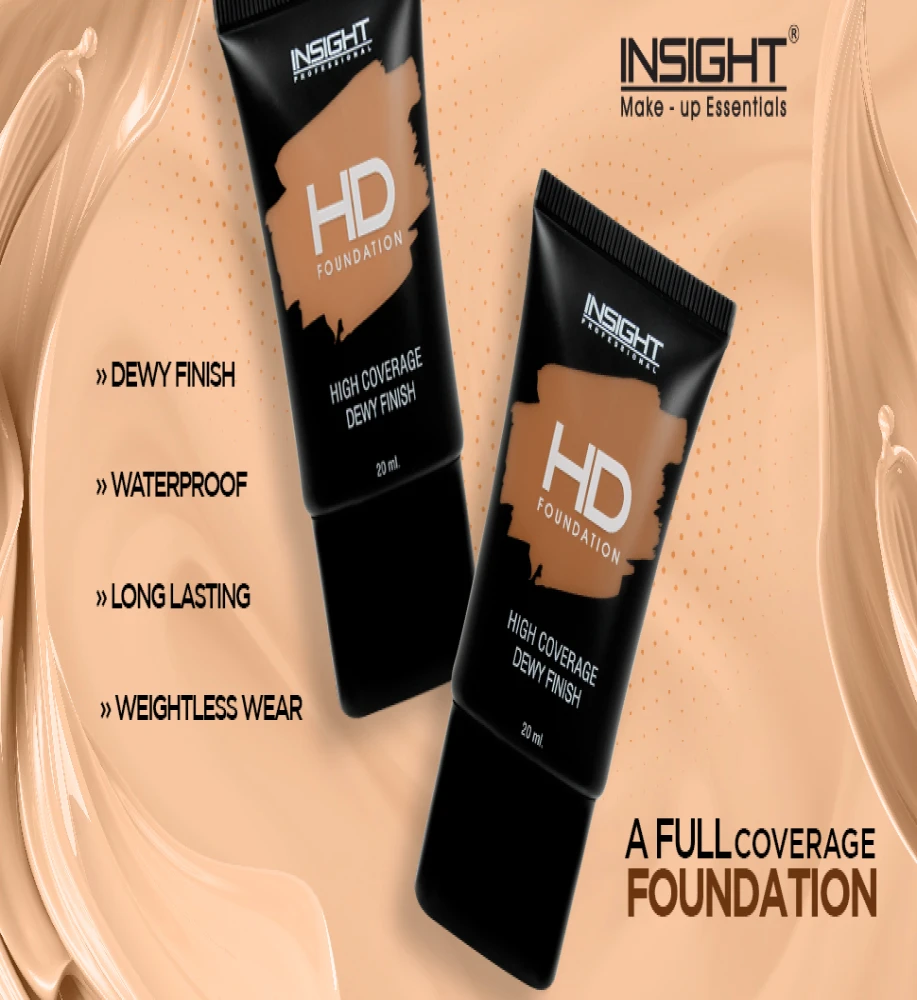 INSIGHT
PROFESSIONAL
HD
FOUNDATION
HIGH COVERAGE
DEWY FINISH
20 ml.
INSIGHT®
Make - up Essentials
INSIGHT
PROFESSIONAL
HD
FOUNDATION
HIGH COVERAGE
DEWY FINISH
20 ml.
» DEWY FINISH
» WATERPROOF
» LONG LASTING
» WEIGHTLESS WEAR
A FULL COVERAGE
FOUNDATION